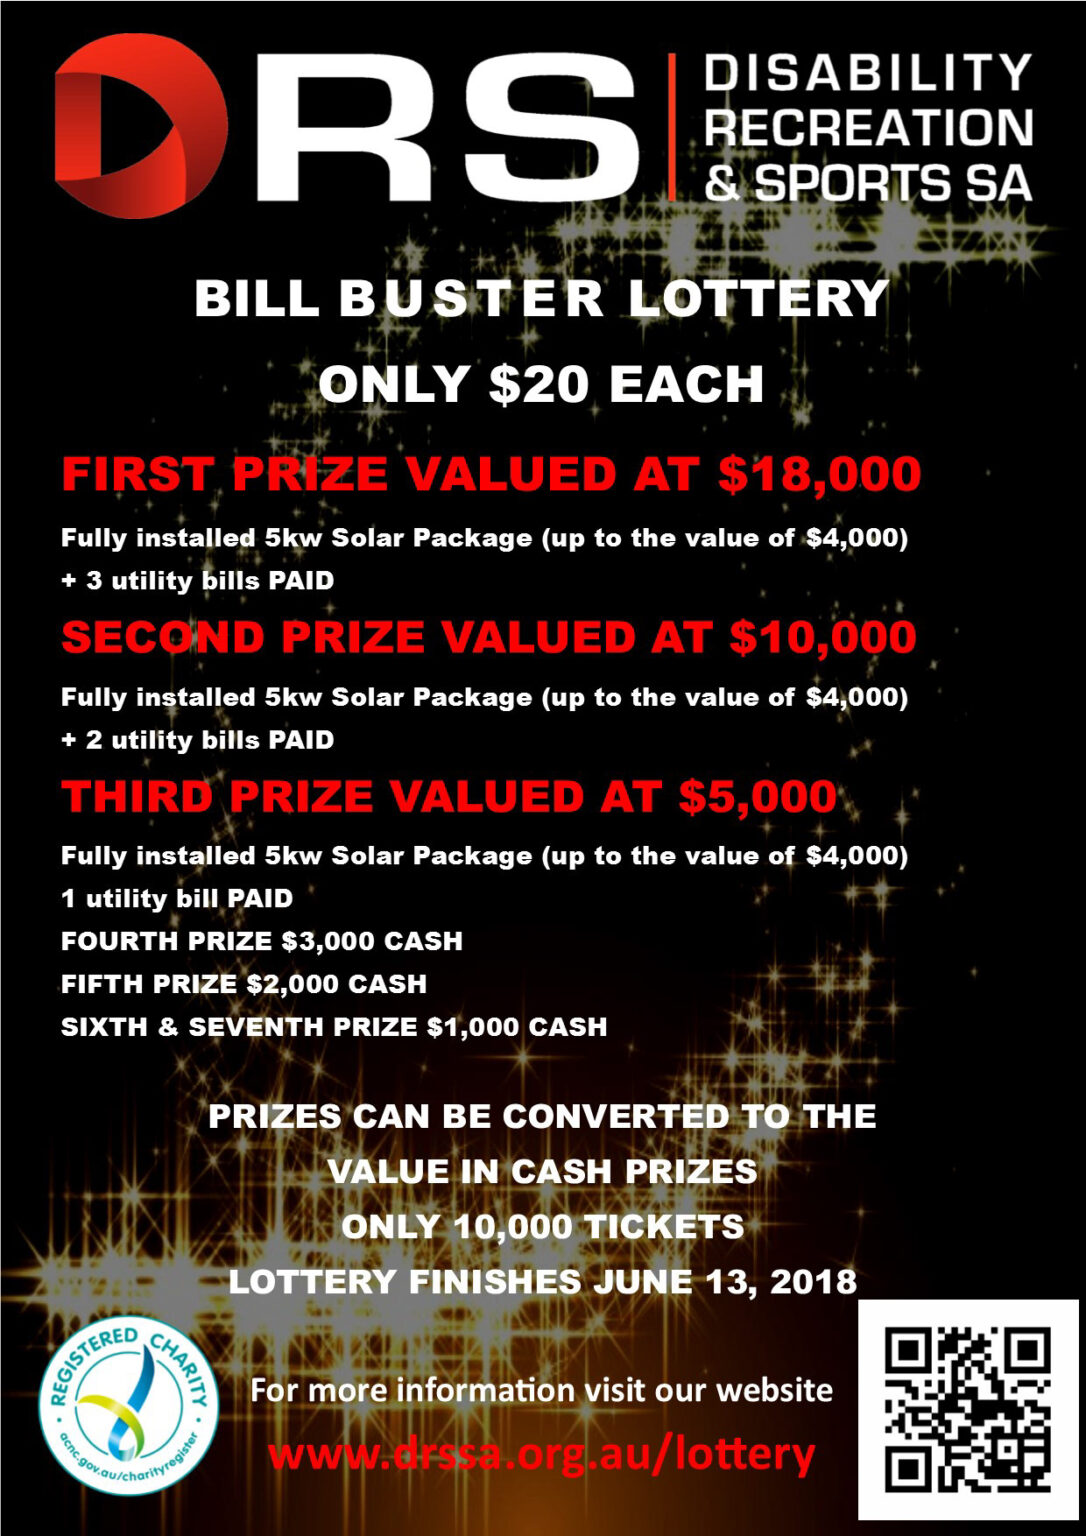 DRS
DISABILITY
RECREATION
& SPORTS SA
BILL BUSTER LOTTERY
ONLY $20 EACH
FIRST PRIZE VALUED AT $18,000
Fully installed 5kw Solar Package (up to the value of $4,000)
+ 3 utility bills PAID
SECOND PRIZE VALUED AT $10,000
Fully installed 5kw Solar Package (up to the value of $4,000)
+ 2 utility bills PAID
THIRD PRIZE VALUED AT $5,000
Fully installed 5kw Solar Package (up to the value of $4,000)
1 utility bill PAID
FOURTH PRIZE $3,000 CASH
FIFTH PRIZE $2,000 CASH
SIXTH & SEVENTH PRIZE $1,000 CASH
PRIZES CAN BE CONVERTED TO THE
VALUE IN CASH PRIZES
ONLY 10,000 TICKETS
LOTTERY FINISHES JUNE 13, 2018
REGISTERED CHARITY
acnc.gov.au/charityregister
For more information visit our website
www.drssa.org.au/lottery